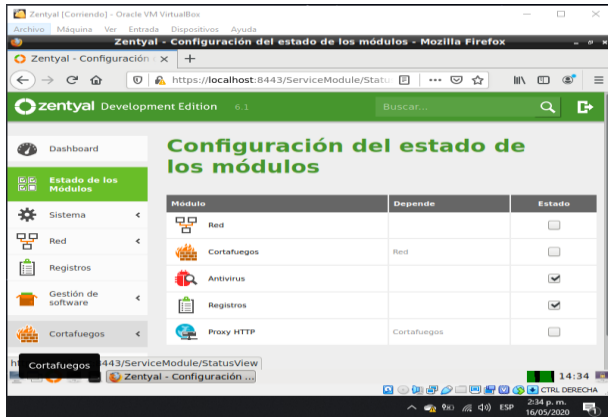 Zentyal [Corriendo] - Oracle VM VirtualBox
Archivo Máquina Ver Entrada Dispositivos Ayuda
Zentyal - Configuración del estado de los módulos - Mozilla Firefox
Zentyal - Configuración
https://localhost:8443/ServiceModule/Statu
zentyal Development Edition 6.1
Buscar...
Dashboard
Estado de los
Módulos
Sistema
Red
Registros
Gestión de
software
Cortafuegos
Configuración del estado de
los módulos
Módulo Depende Estado
Red
Cortafuegos Red
Antivirus
Registros
Proxy HTTP Cortafuegos
443/ServiceModule/StatusView
Cortafuegos
Zentyal - Configuración ...
14:34
CTRL DERECHA
ESP
2:34 p. m.
16/05/2020